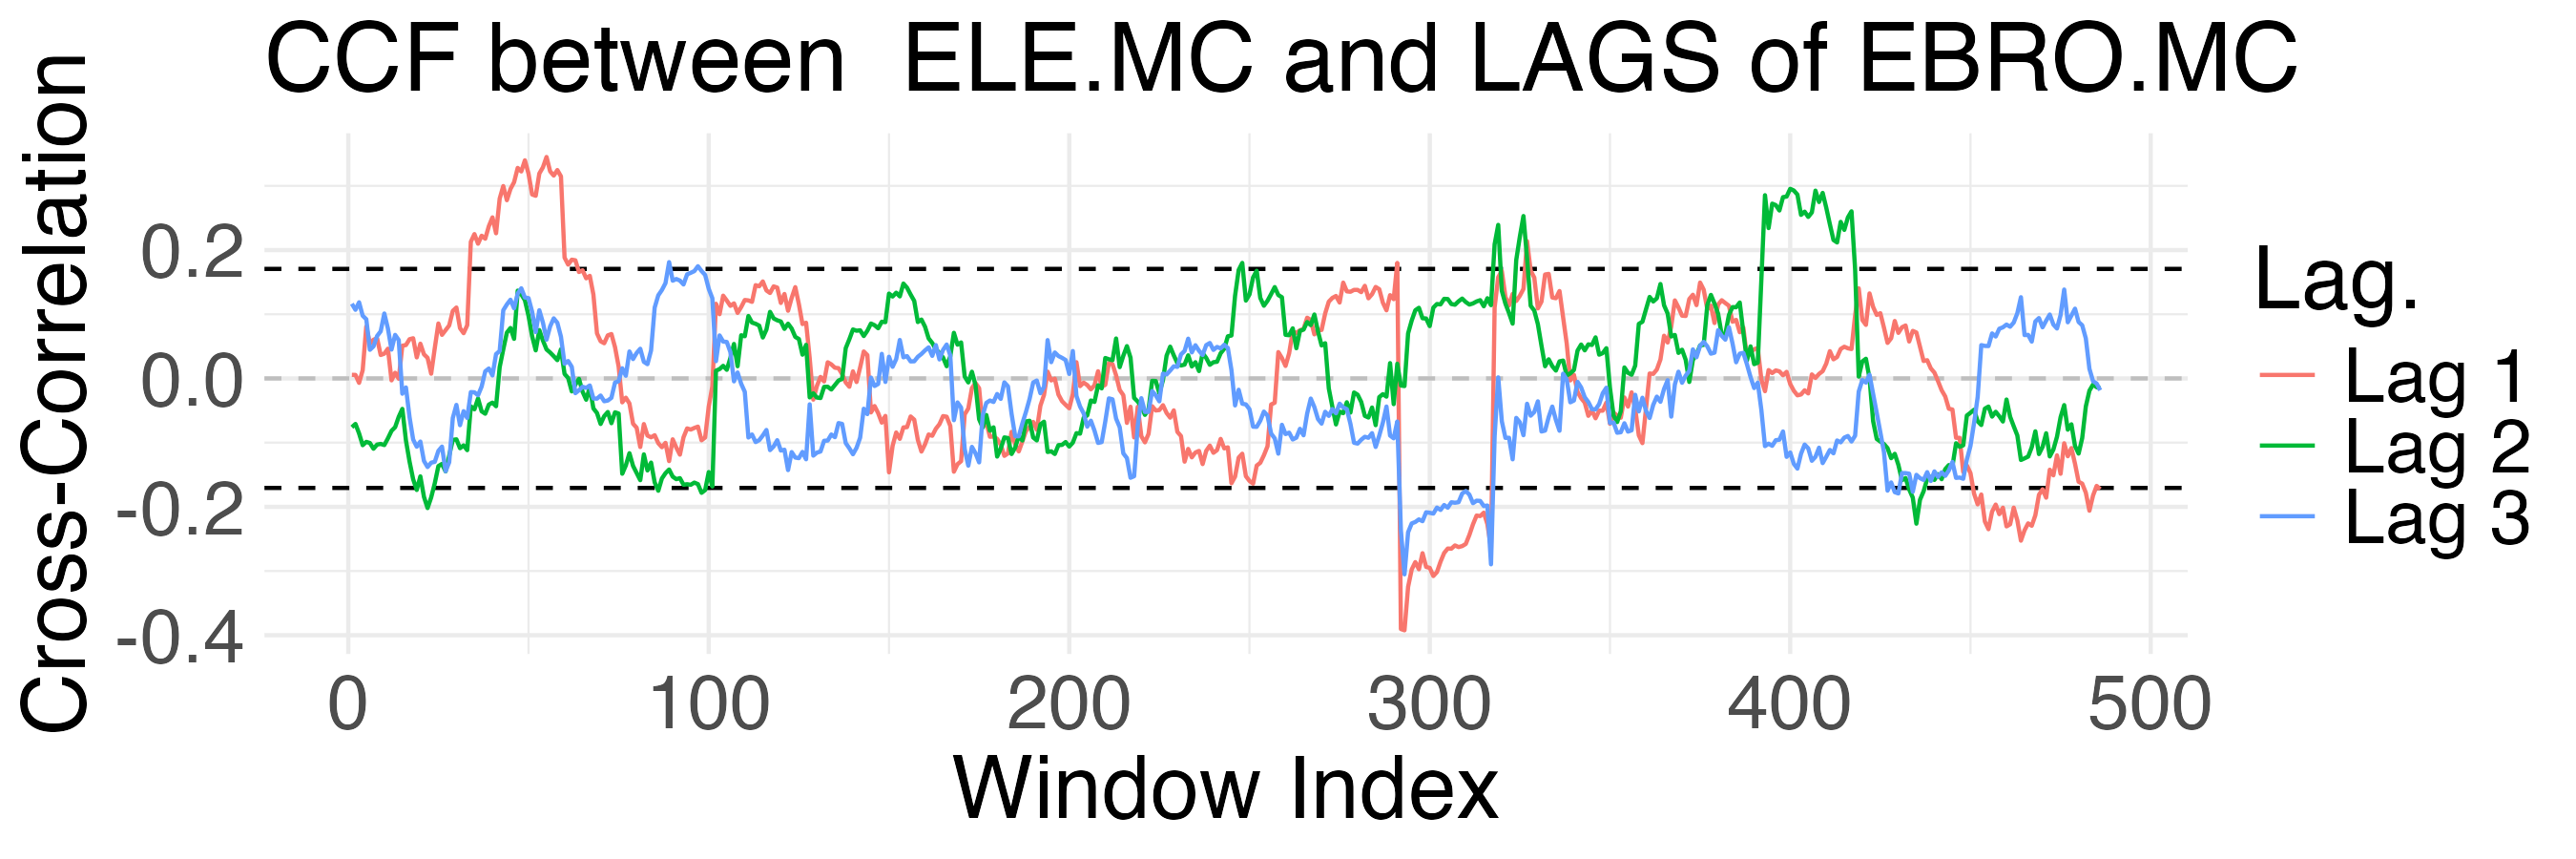 CCF between ELE.MC and LAGS of EBRO.MC
Cross-Correlation
0.2
0.0
-0.2
-0.4
0 100 200 300 400 500
Window Index
Lag.
Lag 1
Lag 2
Lag 3